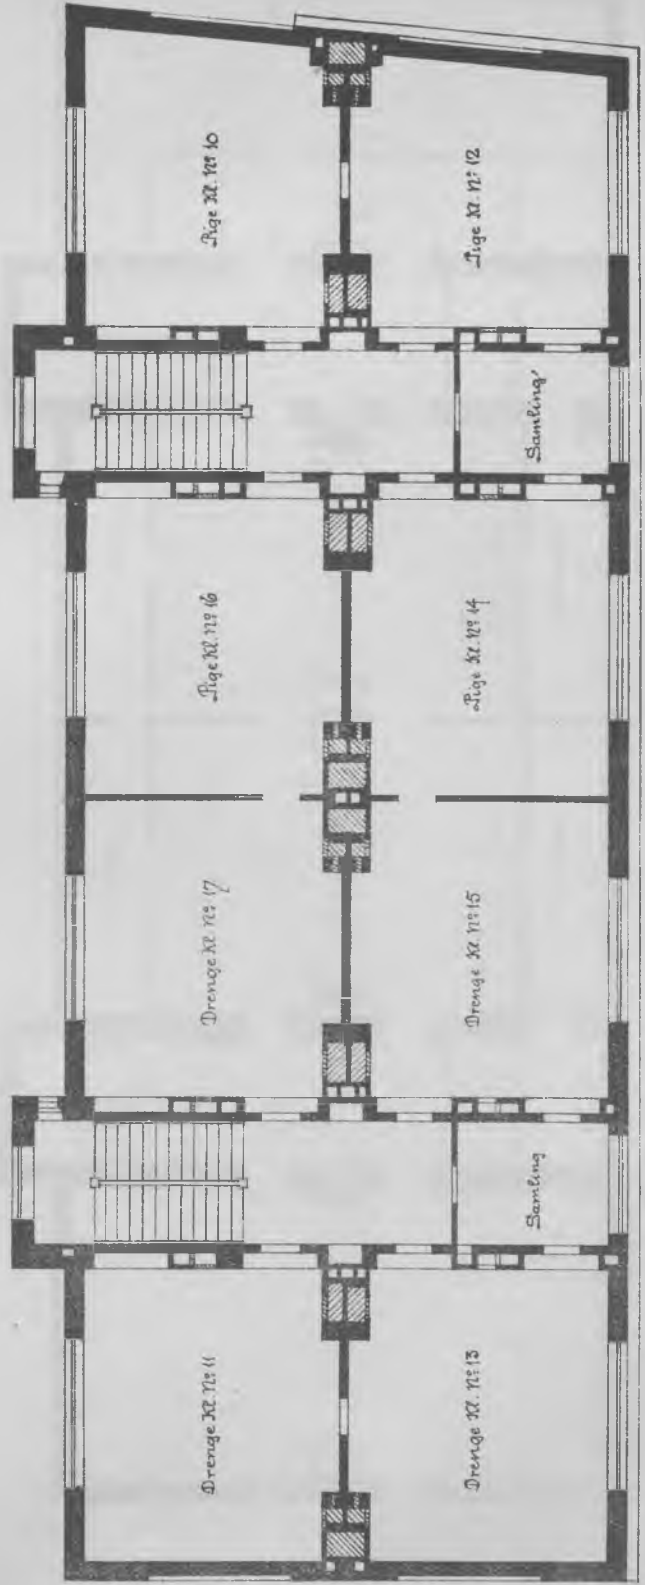 Pige Kl. Nº 10
Pige Kl. Nº 12
Samling
Pige Kl. Nº 16
Pige Kl. Nº 14
Drenge Kl. Nº 17
Drenge Kl. Nº 15
Samling
Drenge Kl. Nº 11
Drenge Kl. Nº 13